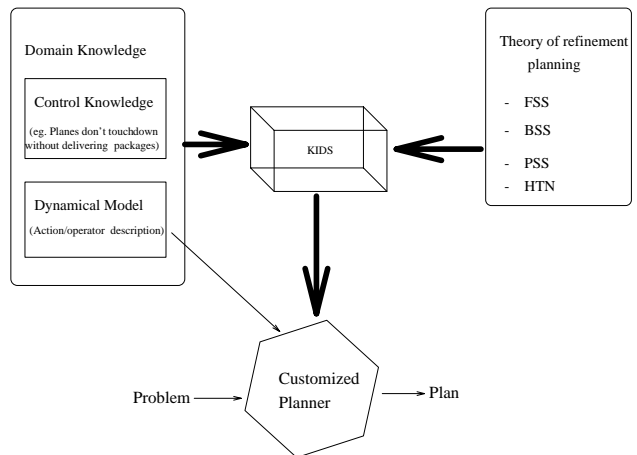 Domain Knowledge
Control Knowledge
(eg. Planes don't touchdown
without delivering packages)
Dynamical Model
(Action/operator description)
KIDS
Theory of refinement
planning
- FSS
- BSS
- PSS
- HTN
Problem
Customized
Planner
Plan